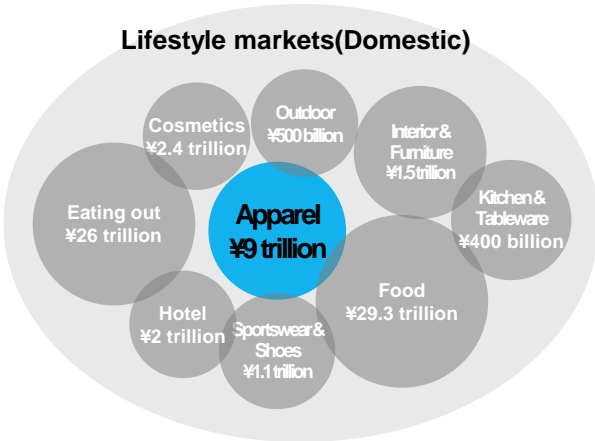 Lifestyle markets(Domestic)
Cosmetics
¥2.4 trillion
Outdoor
¥500 billion
Interior &
Furniture
¥1.5 trillion
Kitchen &
Tableware
¥400 billion
Eating out
¥26 trillion
Apparel
¥9 trillion
Food
¥29.3 trillion
Hotel
¥2 trillion
Sportswear &
Shoes
¥1.1 trillion